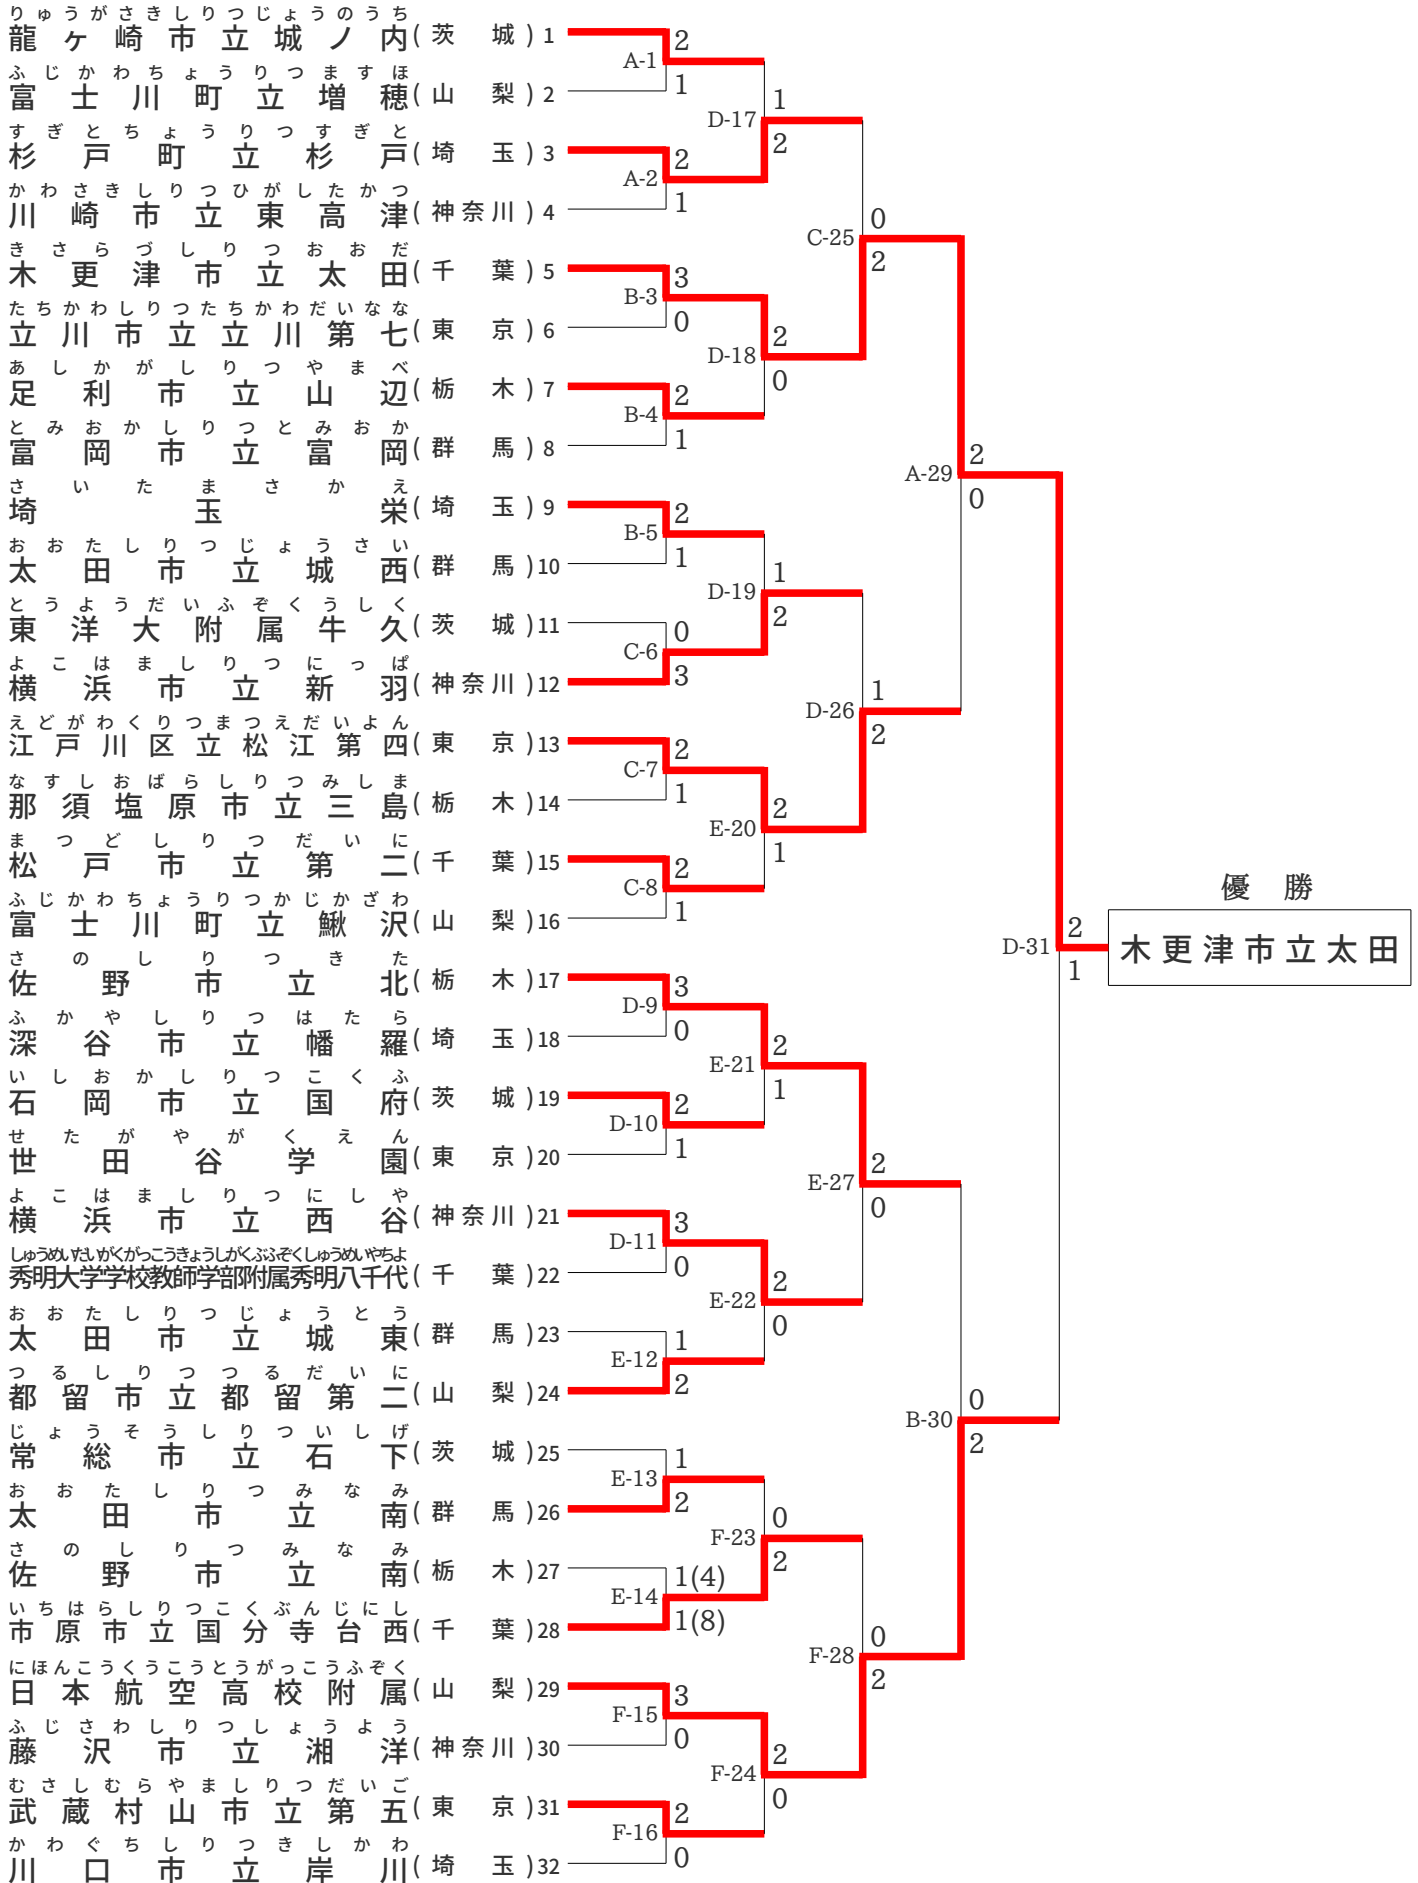 りゅうがさきしりつじょうのうち
龍ヶ崎市立城ノ内(茨城)1
ふじかわちょうりつますほ
富士川町立増穂(山梨)2
すぎとちょうりつすぎと
杉戸町立杉戸(埼玉)3
かわさきしりつひがしたかつ
川崎市立東高津(神奈川)4
きさらづしりつおおだ
木更津市立太田(千葉)5
たちかわしりつたちかわだいなな
立川市立立川第七(東京)6
あしかがしりつやまべ
足利市立山辺(栃木)7
とみおかしりつとみおか
富岡市立富岡(群馬)8
さいたまさかえ
埼玉栄(埼玉)9
おおたしりつじょうさい
太田市立城西(群馬)10
とうようだいふぞくうしく
東洋大附属牛久(茨城)11
よこはましりつにっぱ
横浜市立新羽(神奈川)12
えどがわくりつまつえだいよん
江戸川区立松江第四(東京)13
なすしおばらしりつみしま
那須塩原市立三島(栃木)14
まつどしりつだいに
松戸市立第二(千葉)15
ふじかわちょうりつかじかざわ
富士川町立鰍沢(山梨)16
さのしりつきた
佐野市立北(栃木)17
ふかやしりつはたら
深谷市立幡羅(埼玉)18
いしおかしりつこくふ
石岡市立国府(茨城)19
せたがやがくえん
世田谷学園(東京)20
よこはましりつにしや
横浜市立西谷(神奈川)21
しゅうめいだいがくがっこうきょうしがくぶふぞくしゅうめいやちよ
秀明大学学校教師学部附属秀明八千代(千葉)22
おおたしりつじょうとう
太田市立城東(群馬)23
つるしりつつるだいに
都留市立都留第二(山梨)24
じょうそうしりついしげ
常総市立石下(茨城)25
おおたしりつみなみ
太田市立南(群馬)26
さのしりつみなみ
佐野市立南(栃木)27
いちはらしりつこくぶんじにし
市原市立国分寺台西(千葉)28
にほんこうくうこうとうがっこうふぞく
日本航空高校附属(山梨)29
ふじさわしりつしょうよう
藤沢市立湘洋(神奈川)30
むさしむらやましりつだいご
武蔵村山市立第五(東京)31
かわぐちしりつきしかわ
川口市立岸川(埼玉)32
A-1 2 1
A-2 2 1
B-3 3 0
B-4 2 1
B-5 2 1
C-6 0 3
C-7 2 1
C-8 2 1
D-9 3 0
D-10 2 1
D-11 3 0
E-12 1 2
E-13 1 2
E-14 1(4) 1(8)
F-15 3 0
F-16 2 0
D-17 1 2
D-18 2 0
D-19 1 2
E-20 2 1
E-21 2 1
E-22 2 0
F-23 0 2
F-24 2 0
C-25 0 2
D-26 1 2
E-27 2 0
F-28 0 2
A-29 2 0
B-30 0 2
D-31 2 1
優勝
木更津市立太田